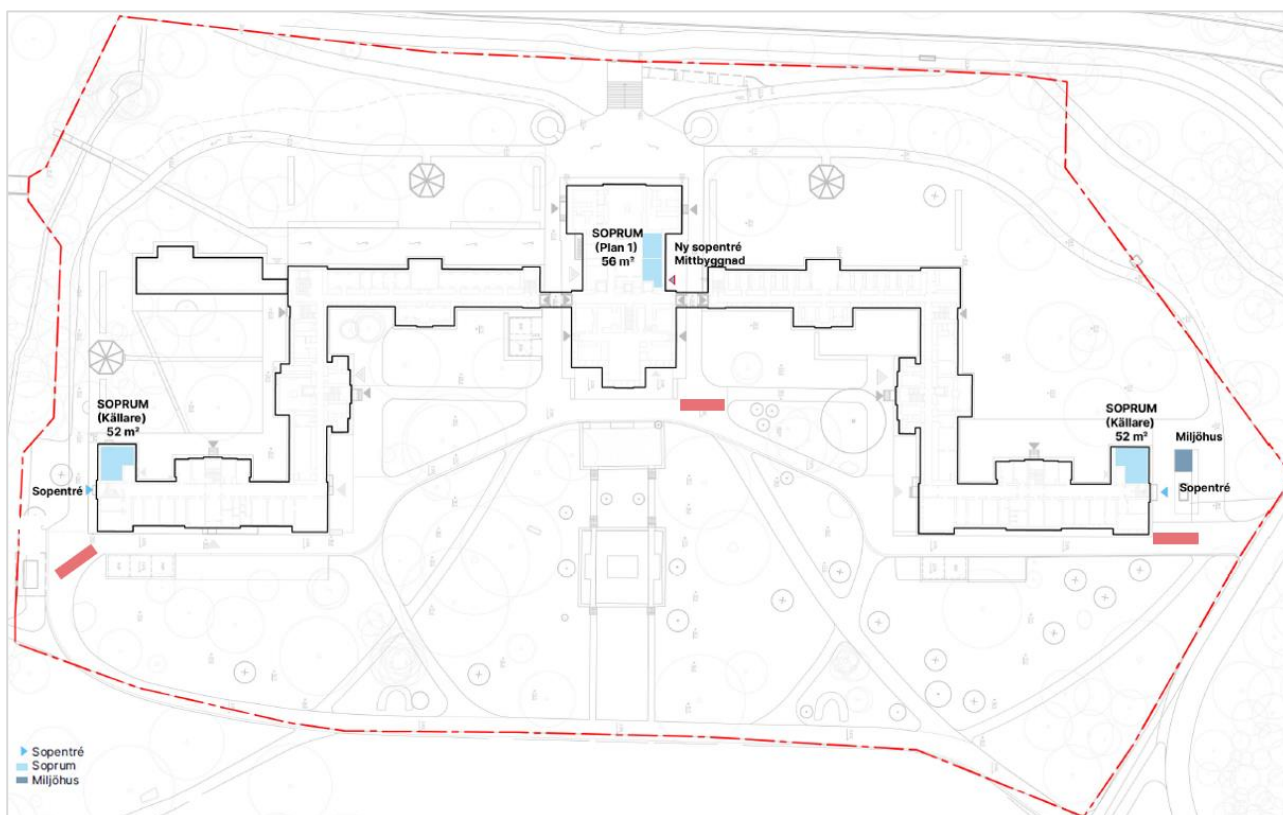 SOPRUM
(Plan 1)
56 m²
Ny sopentré
Mittbyggnad
SOPRUM
(Källare)
52 m²
Sopentré
SOPRUM
(Källare)
52 m²
Miljöhus
Sopentré
Sopentré
Soprum
Miljöhus